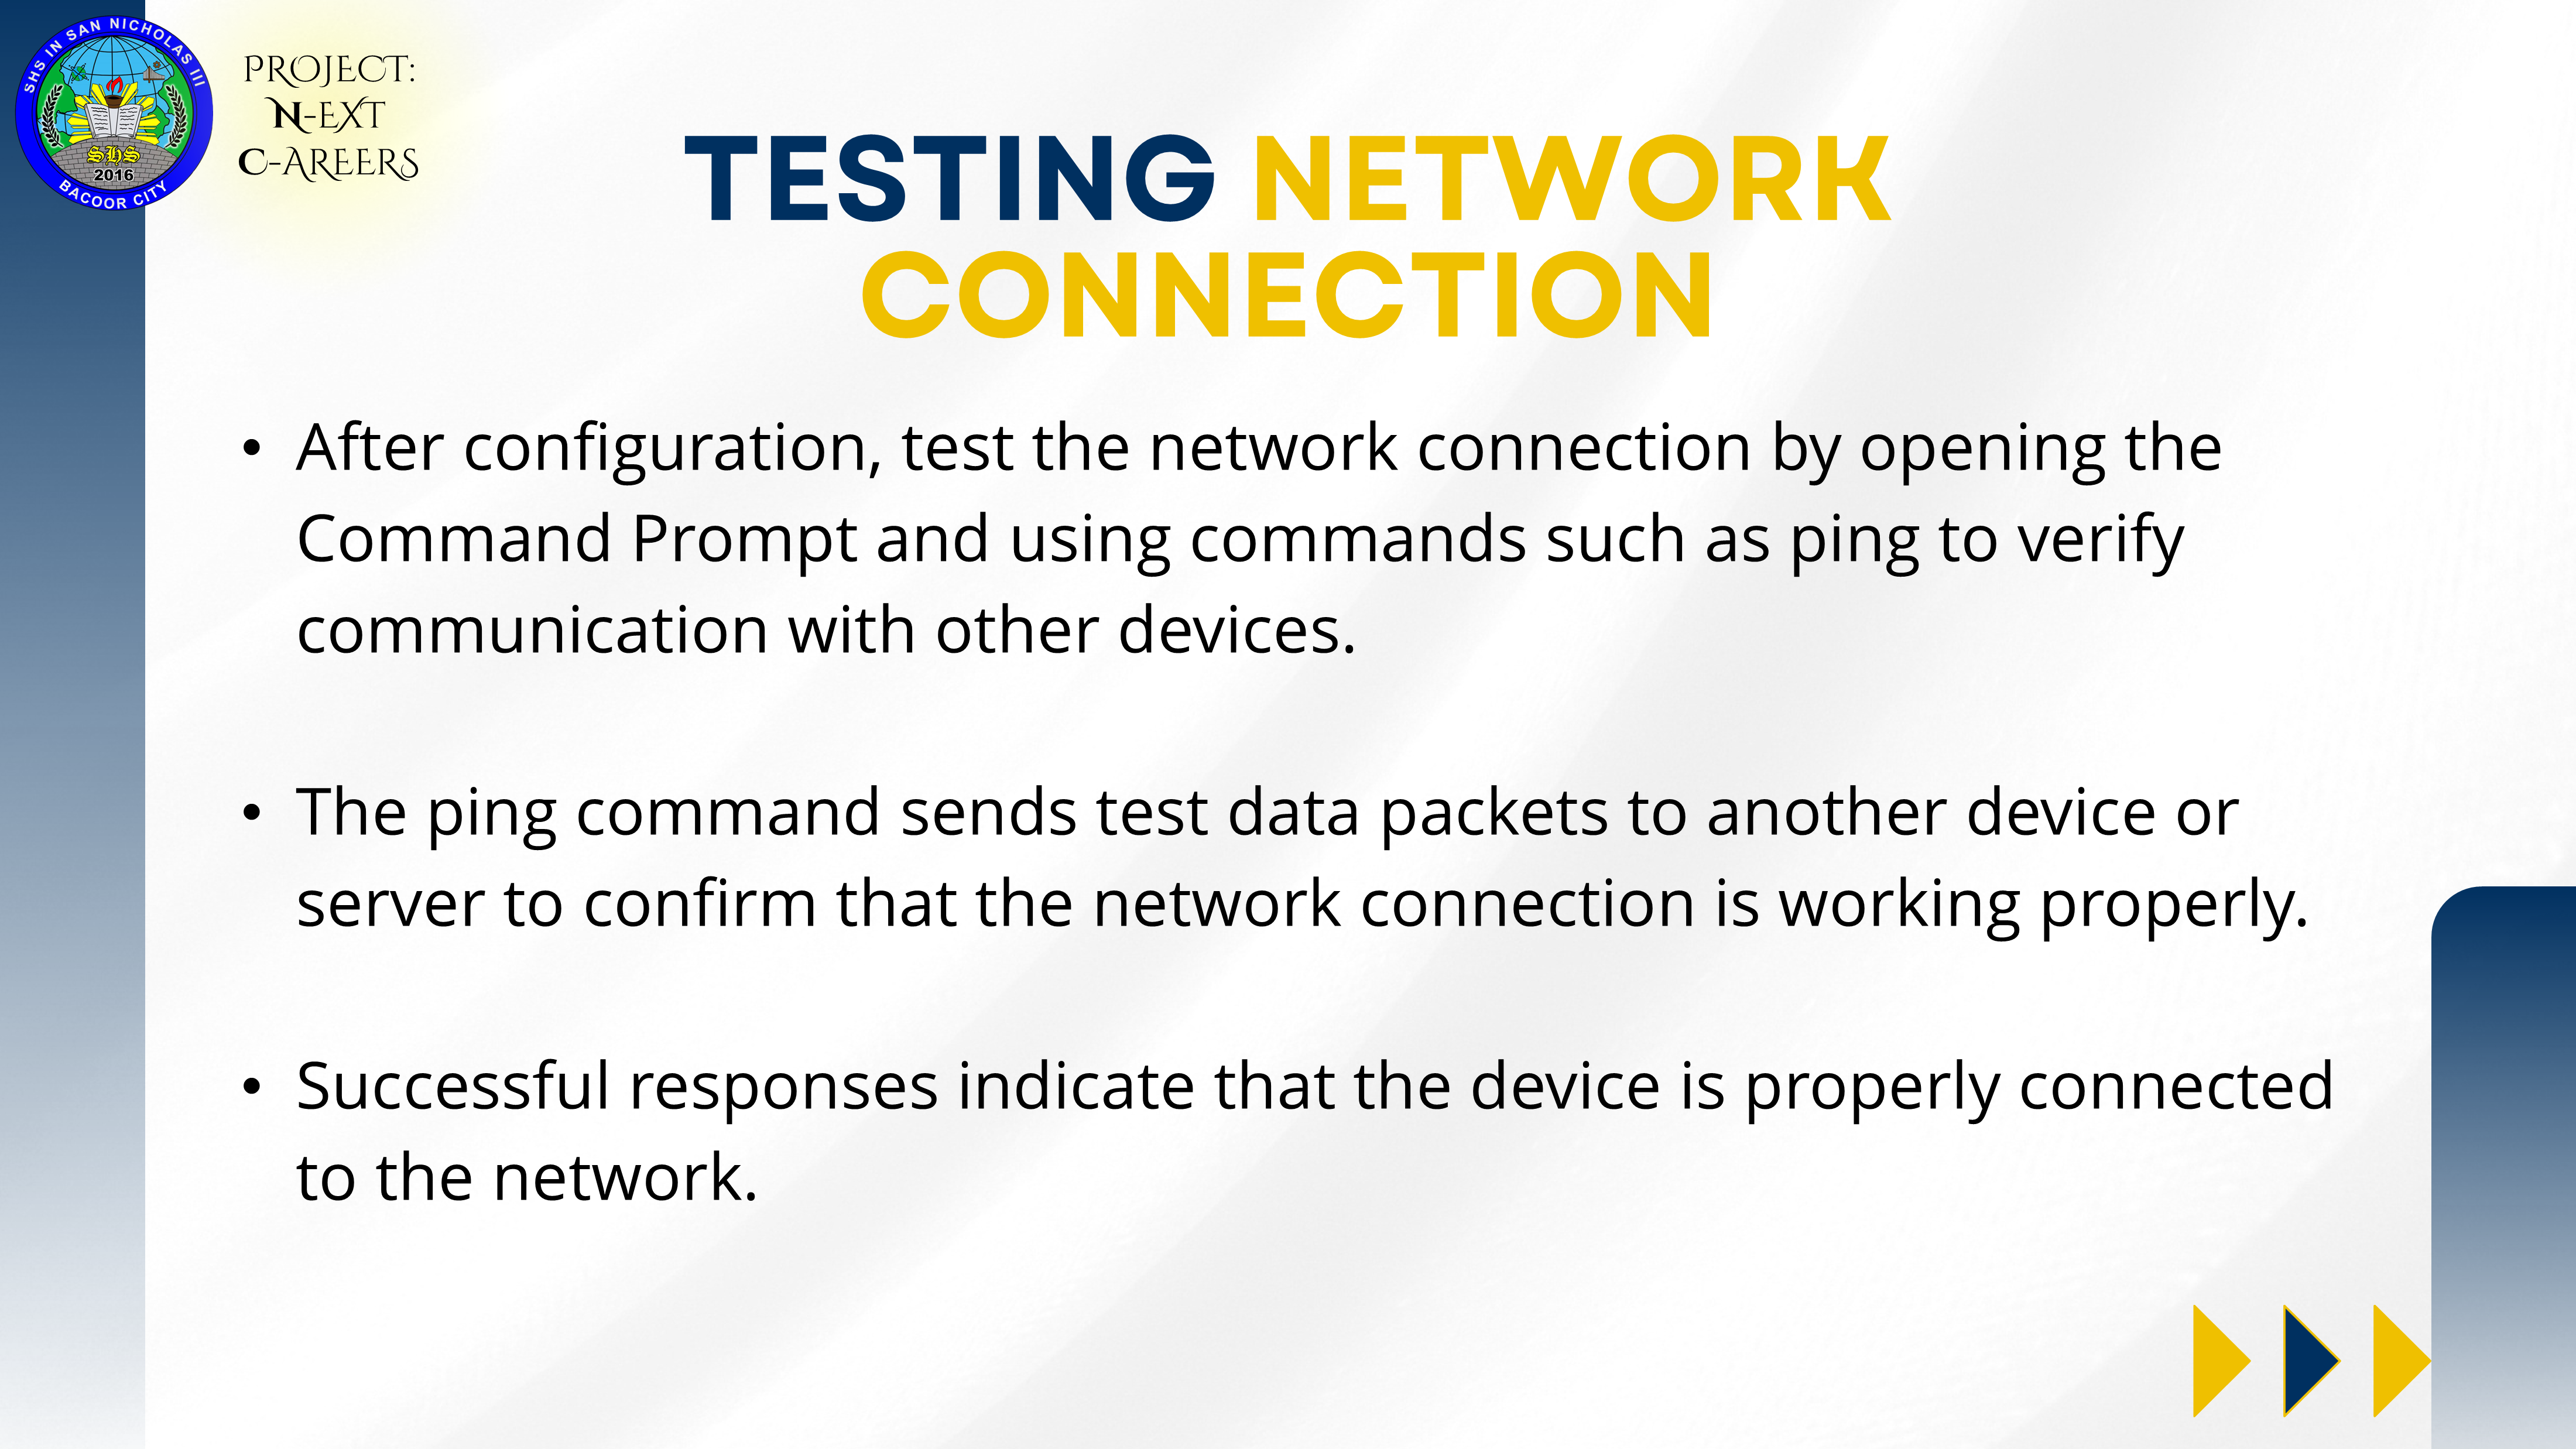 SHS IN SAN NICHOLAS III
SHS
2016
BACOOR CITY
PROJECT:
N-EXT
C-AREERS
TESTING NETWORK
CONNECTION
• After configuration, test the network connection by opening the
Command Prompt and using commands such as ping to verify
communication with other devices.
• The ping command sends test data packets to another device or
server to confirm that the network connection is working properly.
• Successful responses indicate that the device is properly connected
to the network.